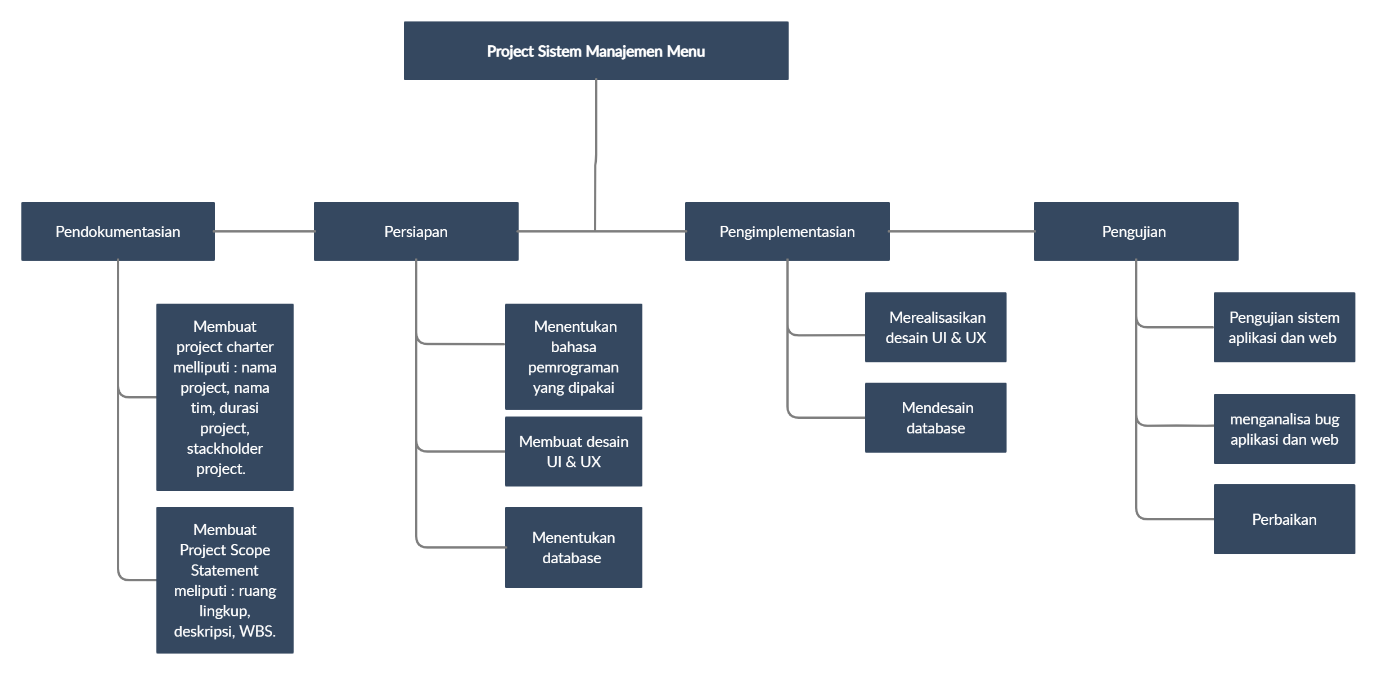 Project Sistem Manajemen Menu
Pendokumentasian
Persiapan
Pengimplementasian
Pengujian
Membuat
project charter
melliputi : nama
project, nama
tim, durasi
project,
stackholder
project.
Membuat
Project Scope
Statement
meliputi : ruang
lingkup,
deskripsi, WBS.
Menentukan
bahasa
pemrograman
yang dipakai
Membuat desain
UI & UX
Menentukan
database
Merealisasikan
desain UI & UX
Mendesain
database
Pengujian sistem
aplikasi dan web
menganalisa bug
aplikasi dan web
Perbaikan